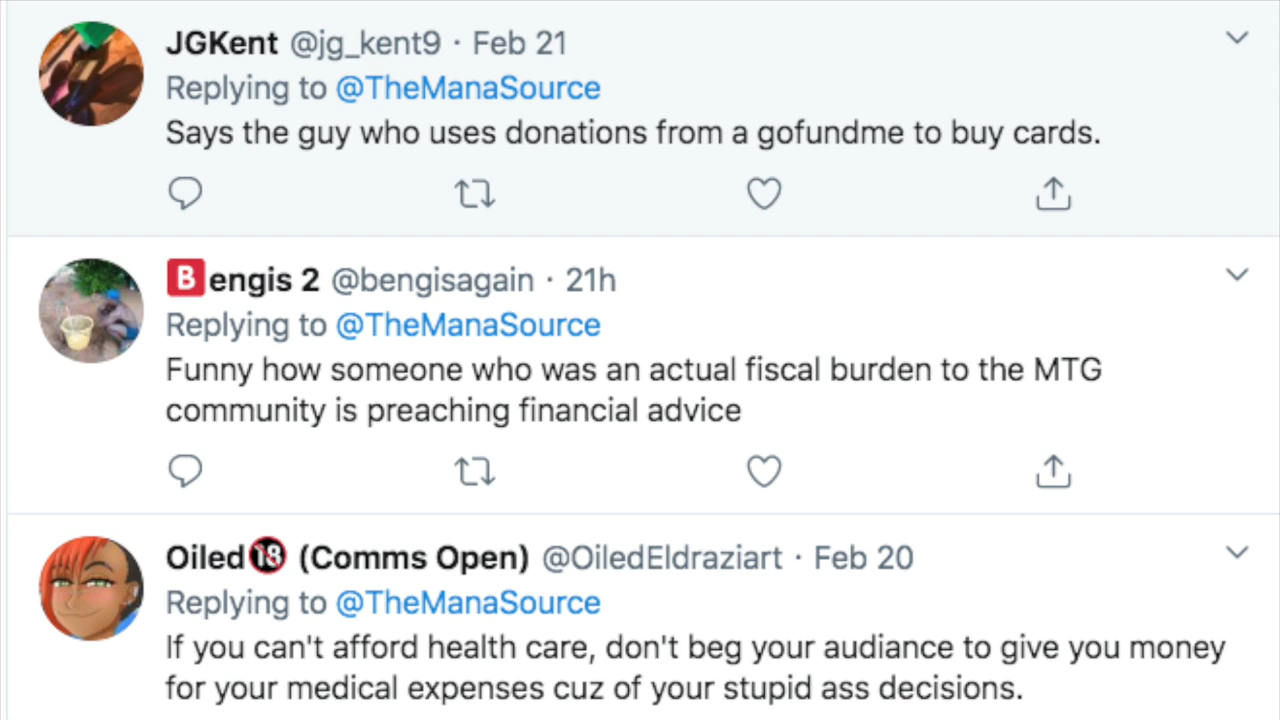 JGKent @jg_kent9 · Feb 21
Replying to @TheManaSource
Says the guy who uses donations from a gofundme to buy cards.
🅱engis 2 @bengisagain · 21h
Replying to @TheManaSource
Funny how someone who was an actual fiscal burden to the MTG
community is preaching financial advice
Oiled🔞 (Comms Open) @OiledEldraziart · Feb 20
Replying to @TheManaSource
If you can't afford health care, don't beg your audiance to give you money
for your medical expenses cuz of your stupid ass decisions.